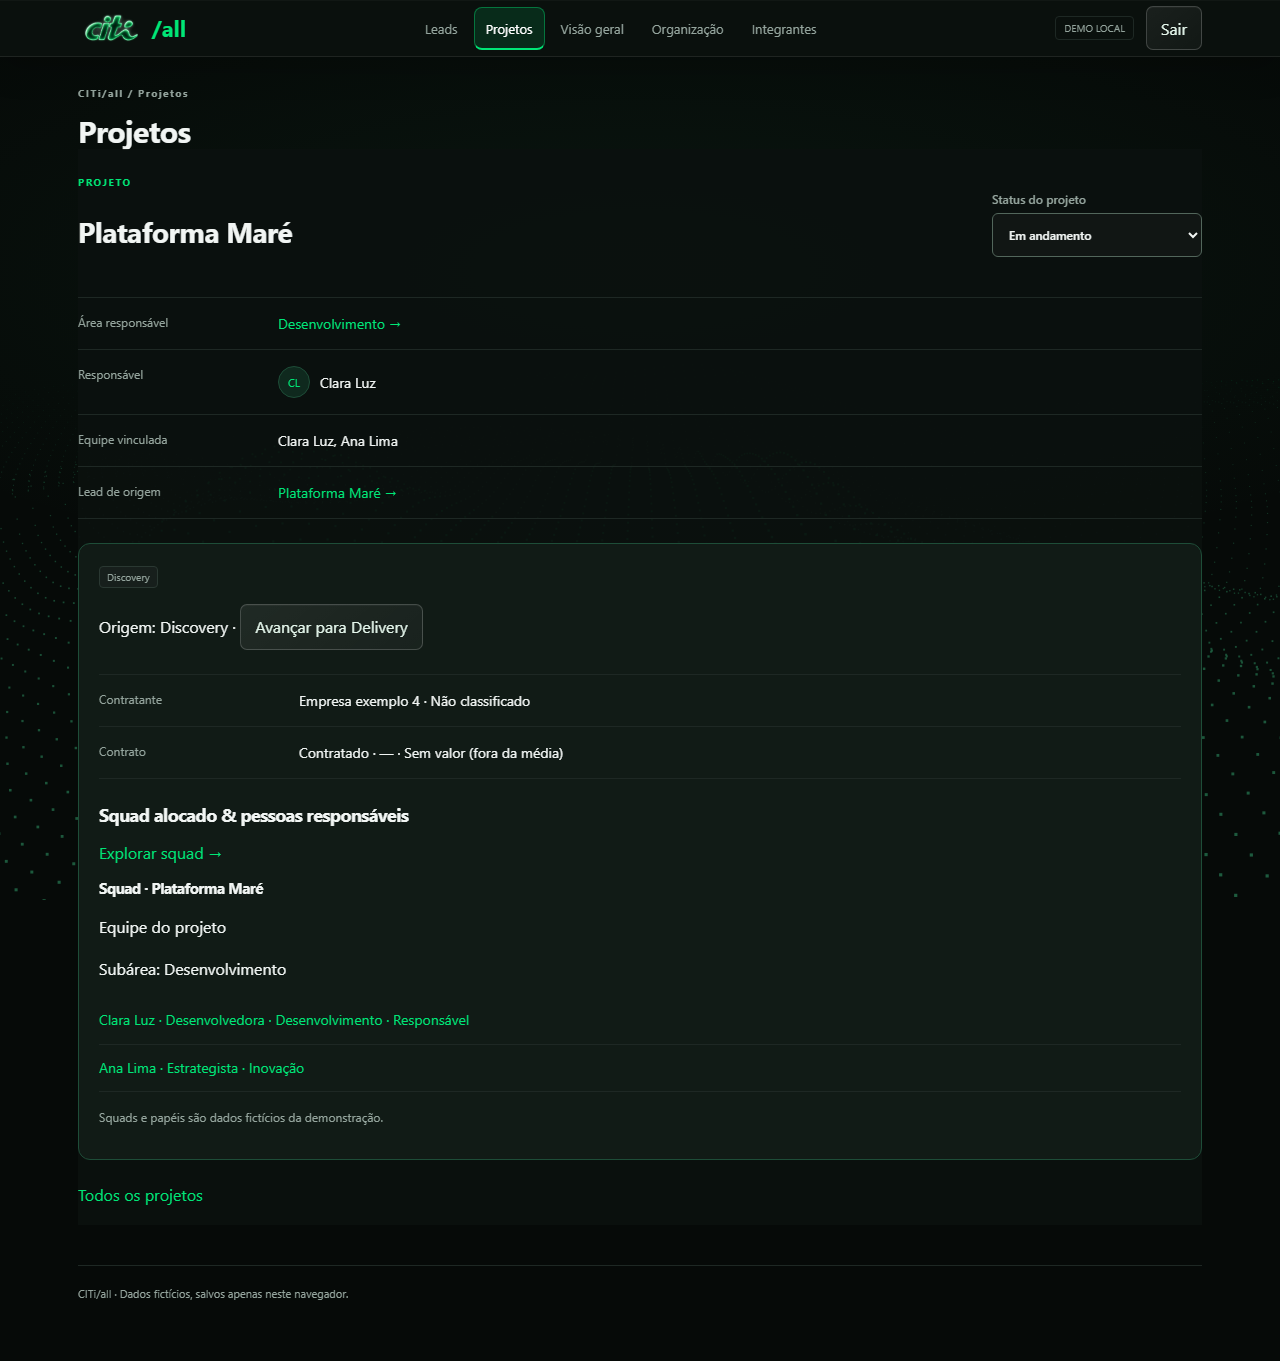 citi /all
Leads
Projetos
Visão geral
Organização
Integrantes
DEMO LOCAL
Sair
CITi/all / Projetos
Projetos
PROJETO
Plataforma Maré
Status do projeto
Em andamento
Área responsável
Desenvolvimento →
Responsável
CL
Clara Luz
Equipe vinculada
Clara Luz, Ana Lima
Lead de origem
Plataforma Maré →
Discovery
Origem: Discovery · Avançar para Delivery
Contratante
Empresa exemplo 4 · Não classificado
Contrato
Contratado · — · Sem valor (fora da média)
Squad alocado & pessoas responsáveis
Explorar squad →
Squad · Plataforma Maré
Equipe do projeto
Subárea: Desenvolvimento
Clara Luz · Desenvolvedora · Desenvolvimento · Responsável
Ana Lima · Estrategista · Inovação
Squads e papéis são dados fictícios da demonstração.
Todos os projetos
CITi/all · Dados fictícios, salvos apenas neste navegador.